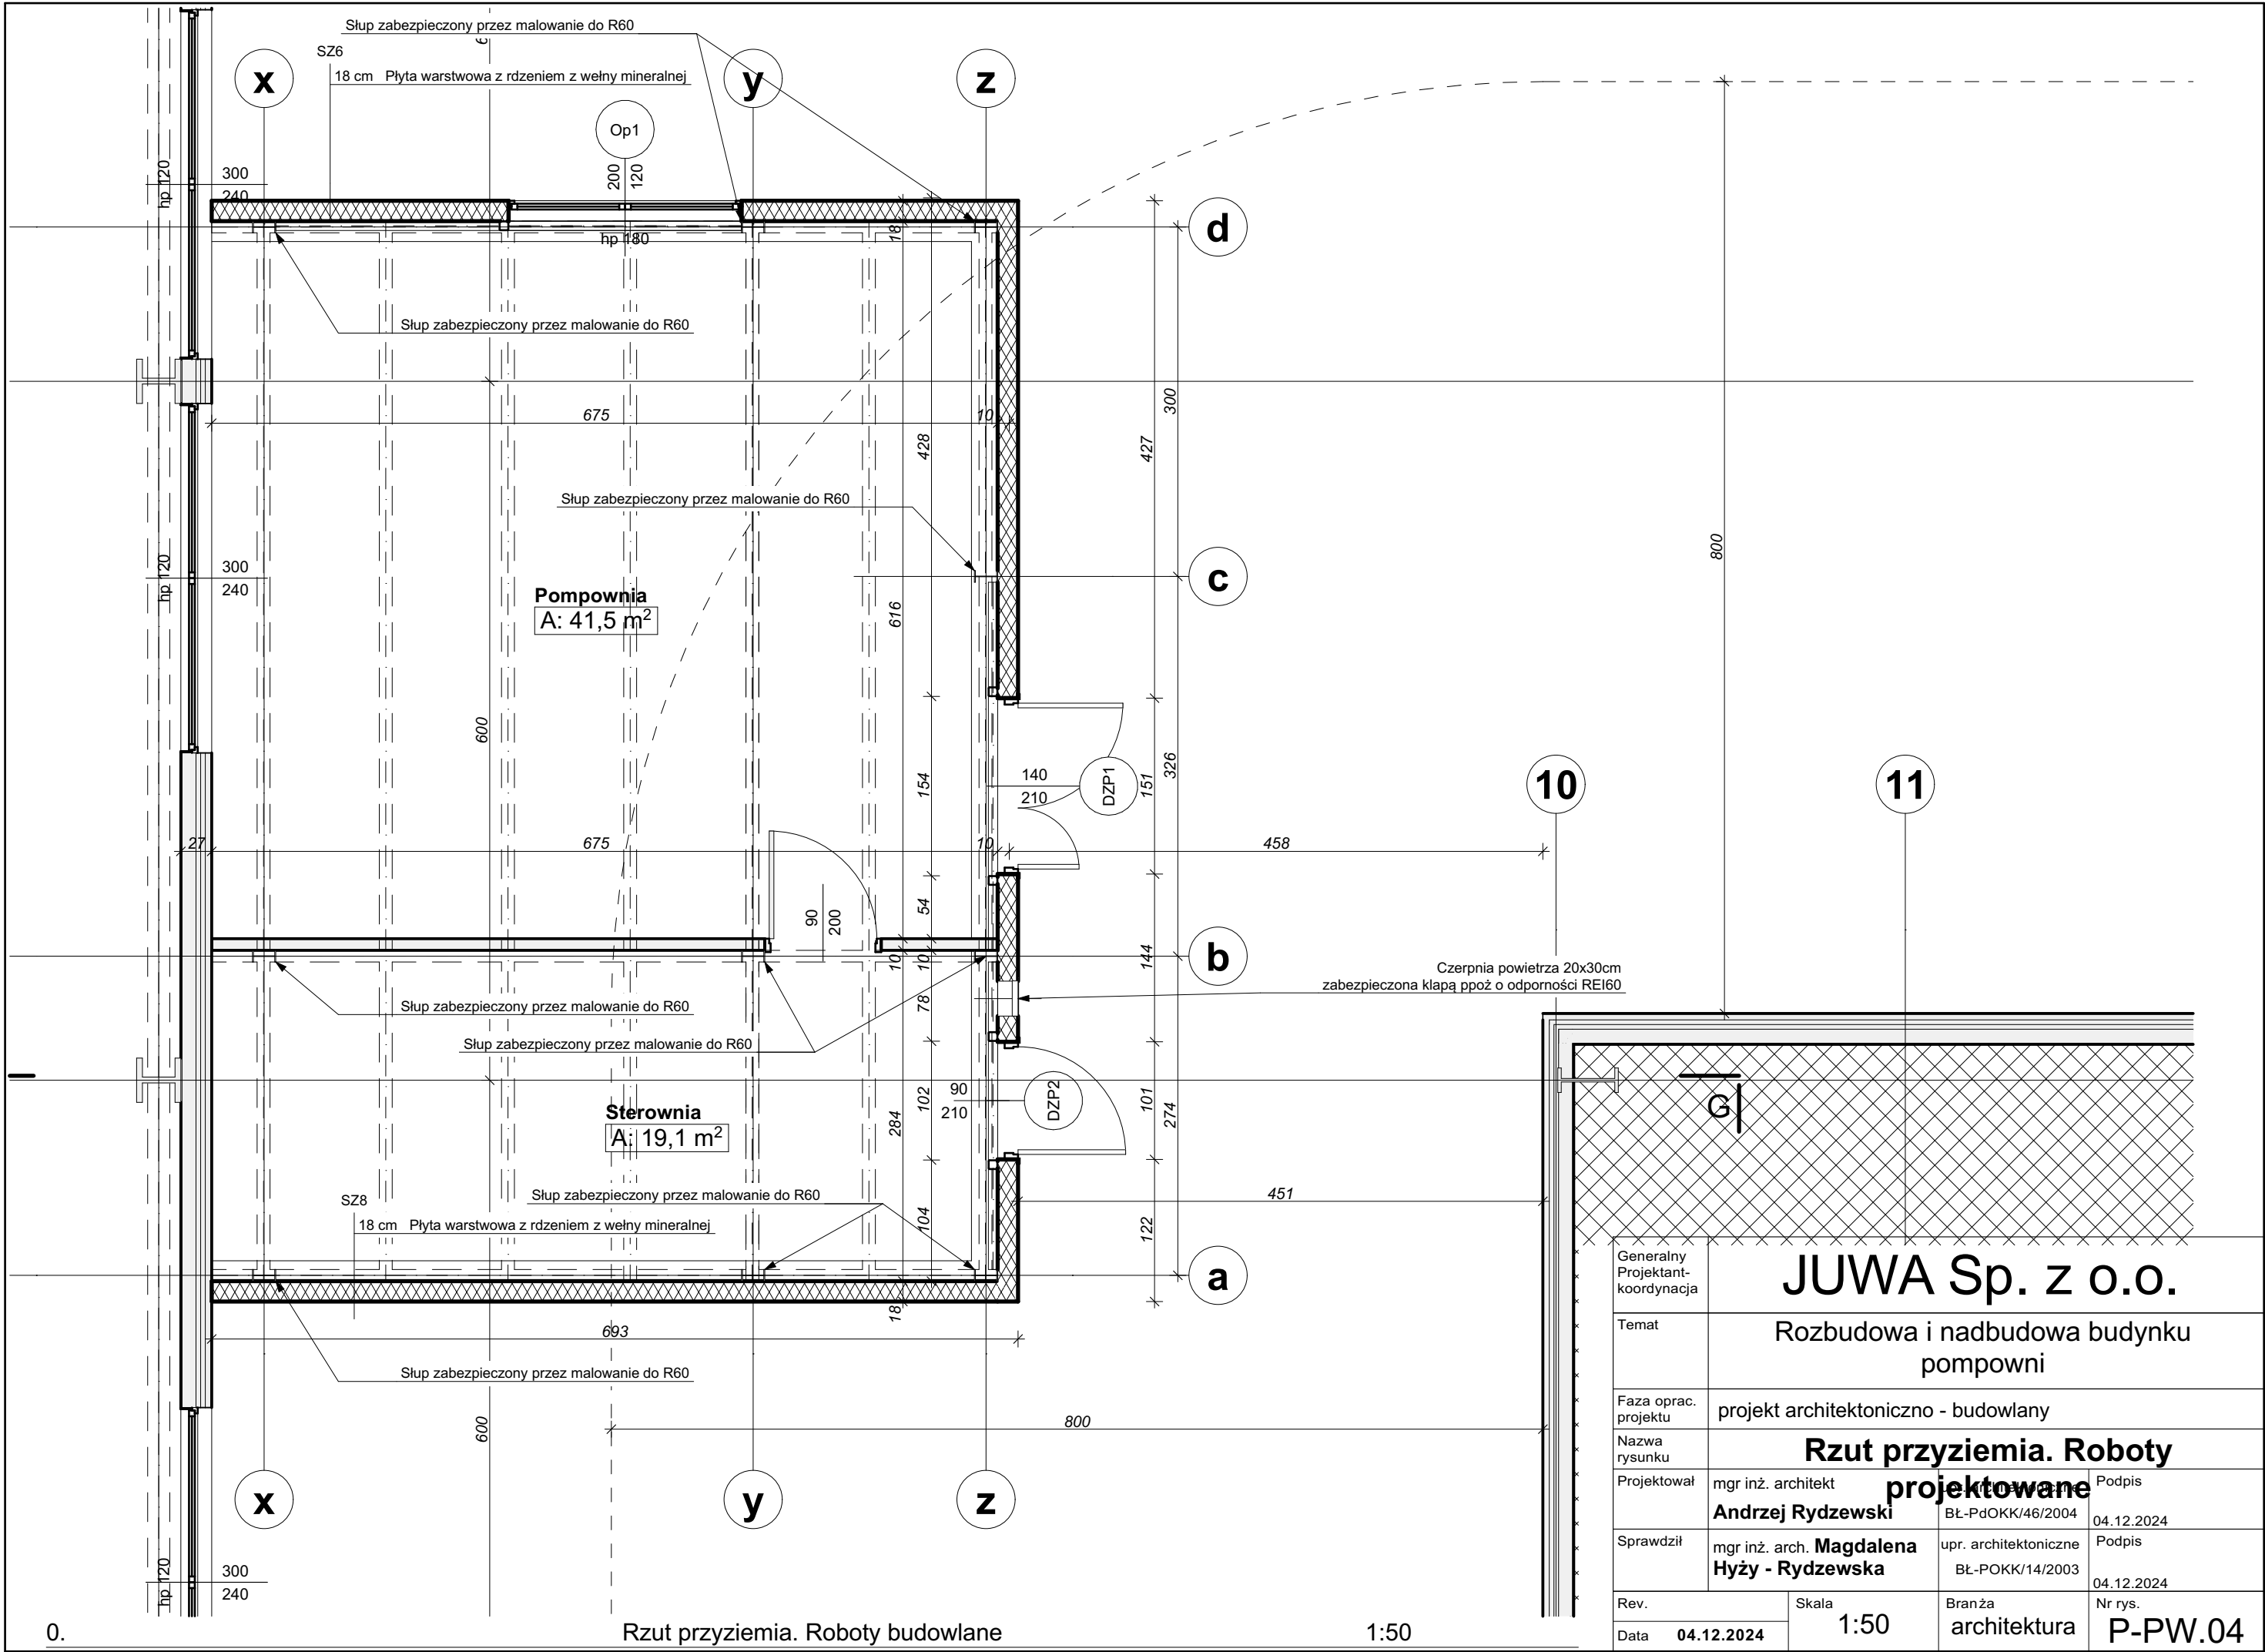 Słup zabezpieczony przez malowanie do R60
SZ6
18 cm Płyta warstwowa z rdzeniem z wełny mineralnej
x
y
z
Op1
200
120
hp 120
300
240
hp 180
18
d
Słup zabezpieczony przez malowanie do R60
675
10
428
300
427
Słup zabezpieczony przez malowanie do R60
800
hp 120
300
240
c
Pompownia
A: 41,5 m²
616
600
154
140
210
DZP1
151
326
10
11
27
675
10
458
90
200
54
10
10
144
b
Czerpnia powietrza 20x30cm
zabezpieczona klapą ppoż o odporności REI60
Słup zabezpieczony przez malowanie do R60
78
Słup zabezpieczony przez malowanie do R60
90
210
DZP2
102
101
284
274
G
Sterownia
A: 19,1 m²
SZ8
Słup zabezpieczony przez malowanie do R60
18 cm Płyta warstwowa z rdzeniem z wełny mineralnej
104
122
451
a
18
693
Słup zabezpieczony przez malowanie do R60
600
800
x
y
z
hp 120
300
240
0.
Rzut przyziemia. Roboty budowlane
1:50
Generalny
Projektant-
koordynacja
JUWA Sp. z o.o.
Temat
Rozbudowa i nadbudowa budynku
pompowni
Faza oprac.
projektu
projekt architektoniczno - budowlany
Nazwa
rysunku
Rzut przyziemia. Roboty
projektowane
Projektował
mgr inż. architekt
Andrzej Rydzewski
BŁ-PdOKK/46/2004
Podpis
04.12.2024
Sprawdził
mgr inż. arch. Magdalena
Hyży - Rydzewska
upr. architektoniczne
BŁ-POKK/14/2003
Podpis
04.12.2024
Rev.
Data 04.12.2024
Skala
1:50
Branża
architektura
Nr rys.
P-PW.04